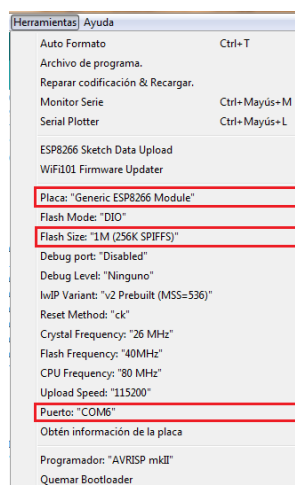 Herramientas Ayuda
Auto Formato Ctrl+T
Archivo de programa.
Reparar codificación & Recargar.
Monitor Serie Ctrl+Mayús+M
Serial Plotter Ctrl+Mayús+L
ESP8266 Sketch Data Upload
WiFi101 Firmware Updater
Placa: "Generic ESP8266 Module"
Flash Mode: "DIO"
Flash Size: "1M (256K SPIFFS)"
Debug port: "Disabled"
Debug Level: "Ninguno"
IwIP Variant: "v2 Prebuilt (MSS=536)"
Reset Method: "ck"
Crystal Frequency: "26 MHz"
Flash Frequency: "40MHz"
CPU Frequency: "80 MHz"
Upload Speed: "115200"
Puerto: "COM6"
Obtén información de la placa
Programador: "AVRISP mkII"
Quemar Bootloader